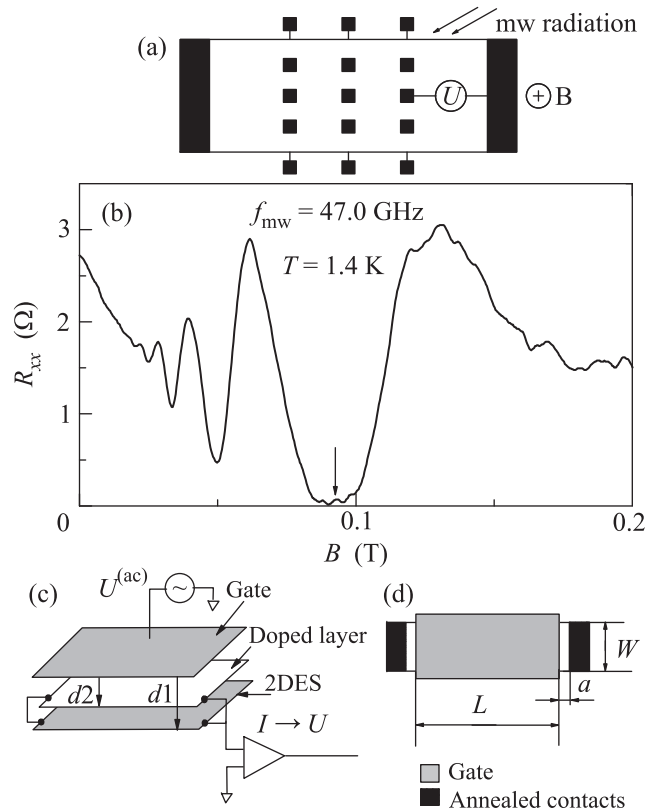 mw radiation
(a)
U
+ B
(b)
f_mw = 47.0 GHz
T = 1.4 K
3
2
1
0
R_xx (Ω)
0
0.1
0.2
B (T)
(c)
U^(ac)
~
Gate
Doped layer
2DES
d2
d1
I → U
(d)
W
a
L
Gate
Annealed contacts